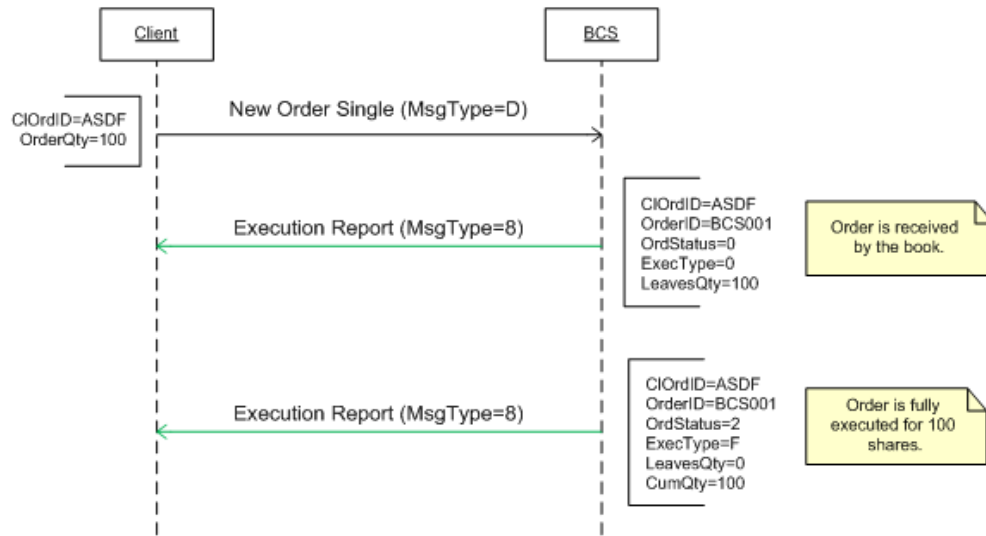 Client
BCS
ClOrdID=ASDF
OrderQty=100
New Order Single (MsgType=D)
Execution Report (MsgType=8)
ClOrdID=ASDF
OrderID=BCS001
OrdStatus=0
ExecType=0
LeavesQty=100
Order is received
by the book.
Execution Report (MsgType=8)
ClOrdID=ASDF
OrderID=BCS001
OrdStatus=2
ExecType=F
LeavesQty=0
CumQty=100
Order is fully
executed for 100
shares.